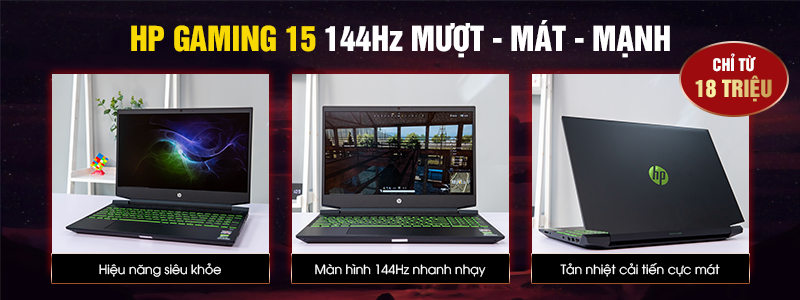 HP GAMING 15 144Hz MƯỢT - MÁT - MẠNH
CHỈ TỪ
18 TRIỆU
hp
Hiệu năng siêu khỏe
Màn hình 144Hz nhanh nhạy
Tản nhiệt cải tiến cực mát